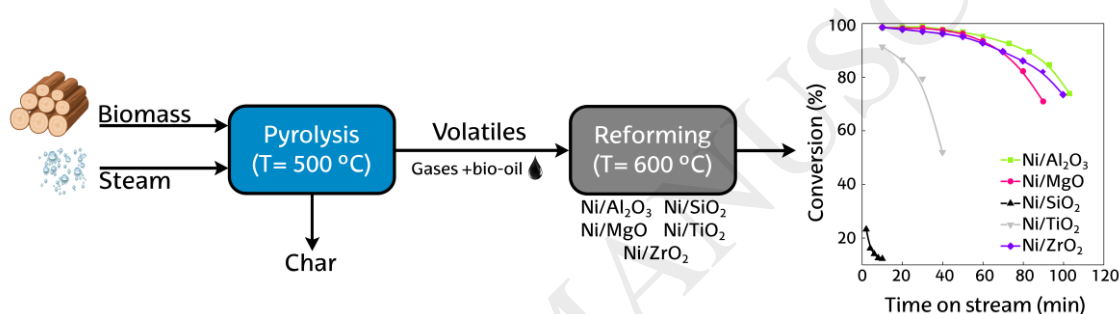 Biomass
Steam
Pyrolysis
(T= 500 ºC)
Char
Volatiles
Gases +bio-oil
Reforming
(T= 600 ºC)
Ni/Al₂O₃ Ni/SiO₂
Ni/MgO Ni/TiO₂
Ni/ZrO₂
Conversion (%)
100
80
60
40
20
Ni/Al₂O₃
Ni/MgO
Ni/SiO₂
Ni/TiO₂
Ni/ZrO₂
0 20 40 60 80 100 120
Time on stream (min)
MANUSC